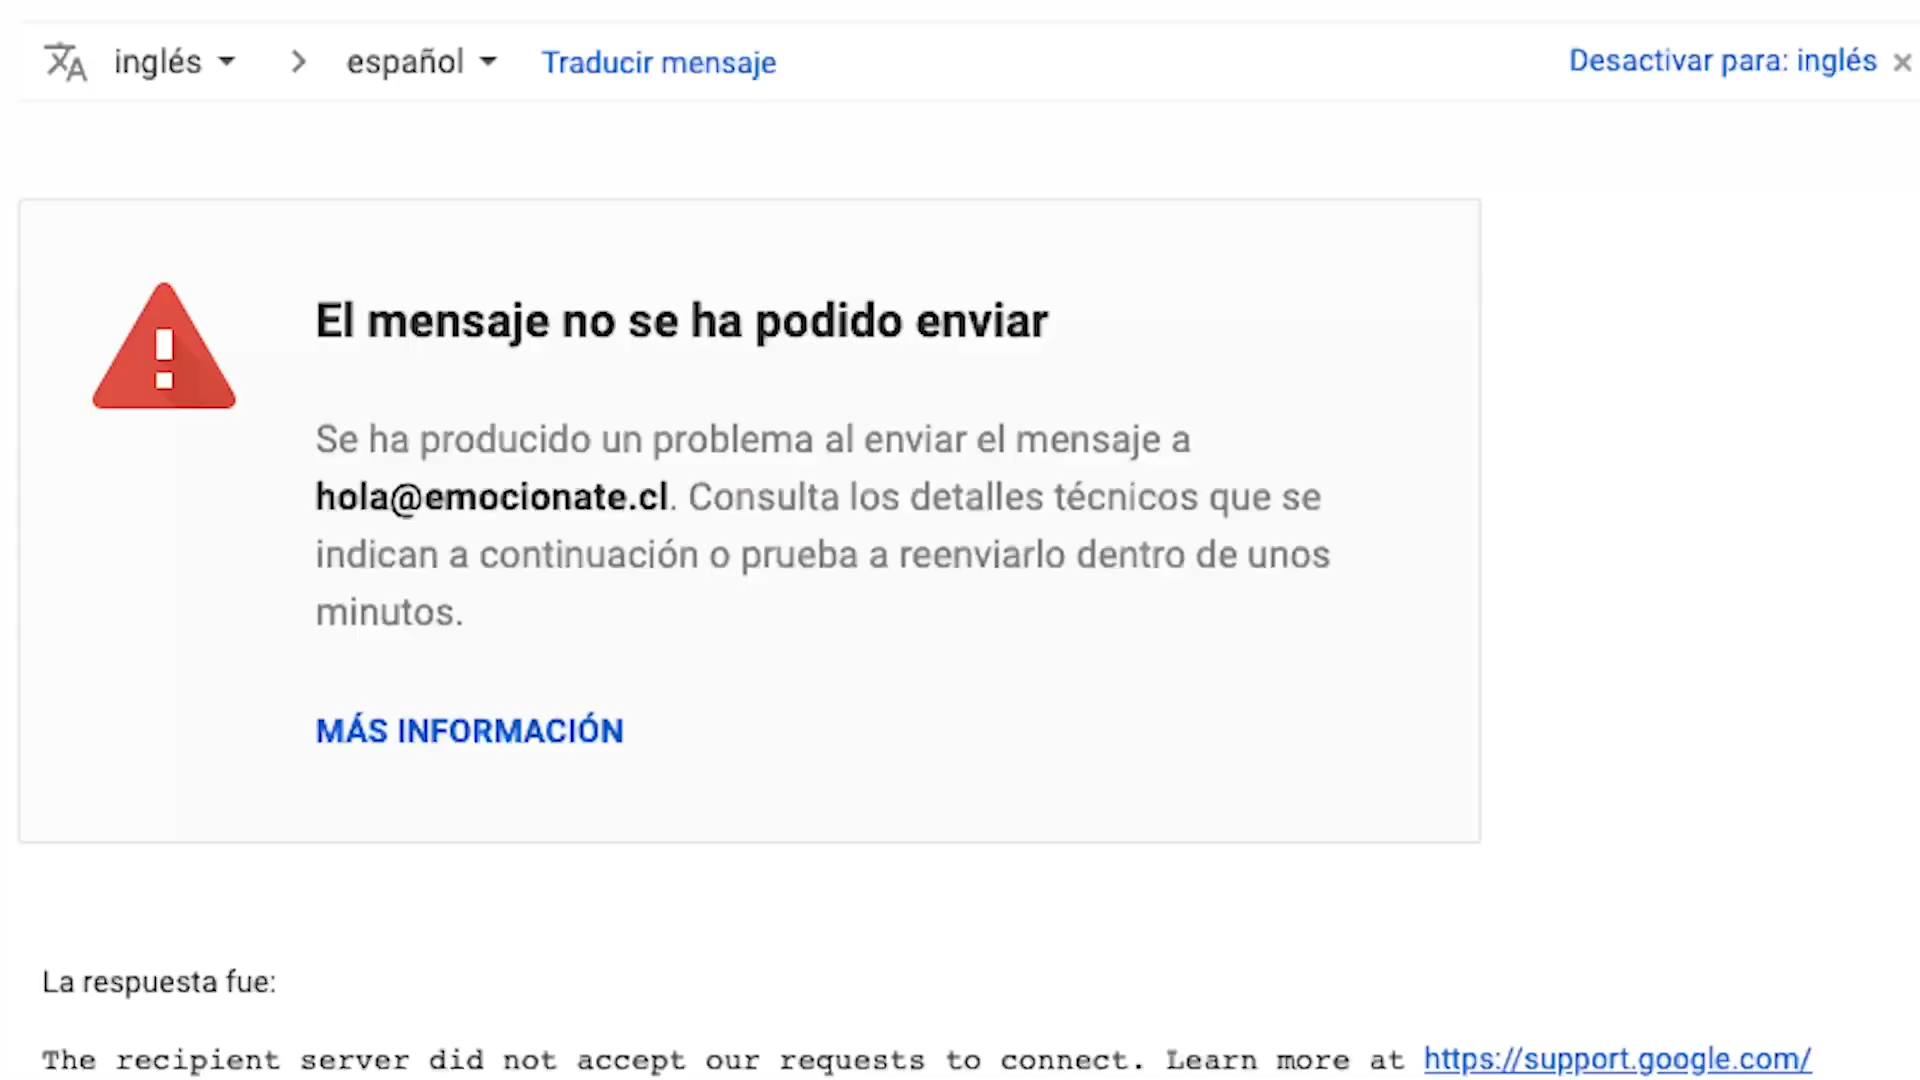 inglés español Traducir mensaje Desactivar para: inglés
El mensaje no se ha podido enviar
Se ha producido un problema al enviar el mensaje a
hola@emocionate.cl. Consulta los detalles técnicos que se
indican a continuación o prueba a reenviarlo dentro de unos
minutos.
MÁS INFORMACIÓN
La respuesta fue:
The recipient server did not accept our requests to connect. Learn more at https://support.google.com/